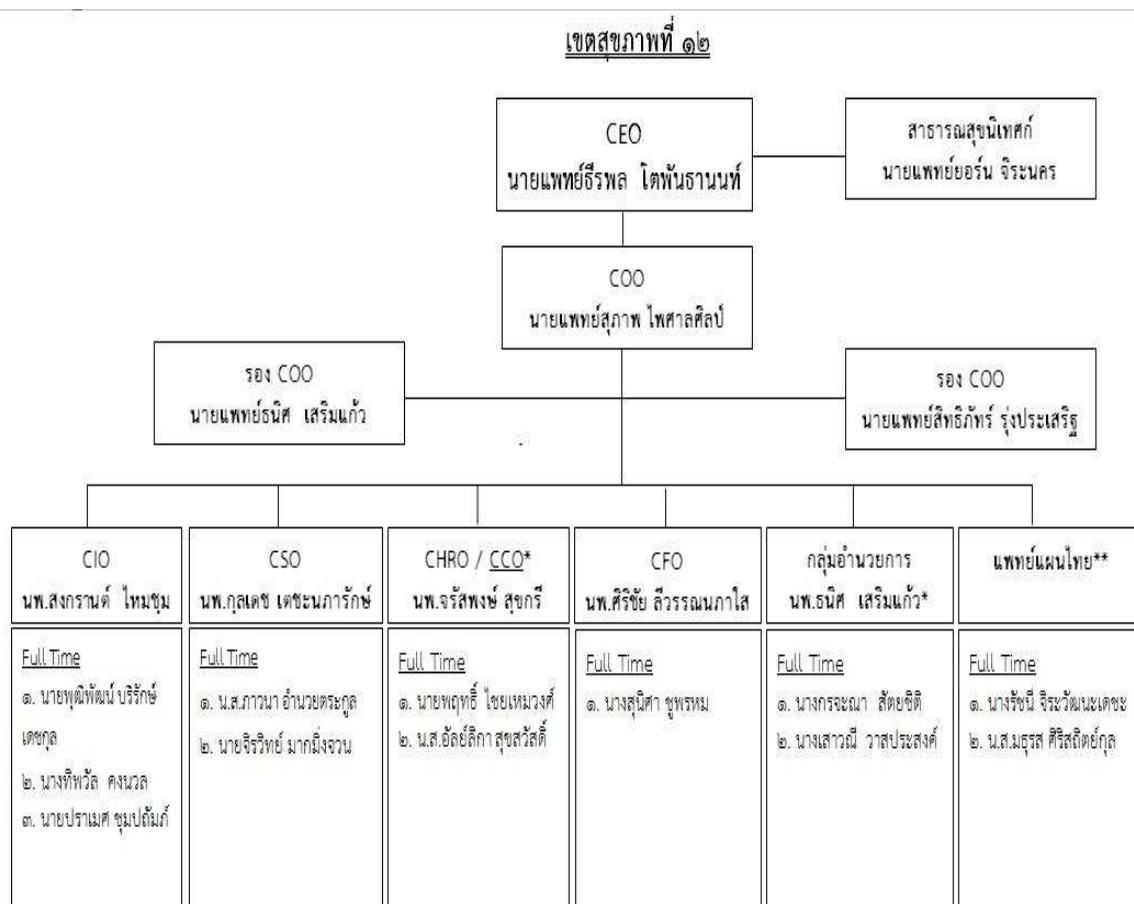 เขตสุขภาพที่ ๑๒
CEO
นายแพทย์ธีรพล โตพันธานนท์
สาธารณสุขนิเทศก์
นายแพทย์ยอร์น จิระนคร
COO
นายแพทย์สุภาพ ไพศาลศิลป์
รอง COO
นายแพทย์ธนิศ เสริมแก้ว
รอง COO
นายแพทย์สิทธิภัทร์ รุ่งประเสริฐ
CIO
นพ.สงกรานต์ ไหมชุม
Full Time
๑. นายพุฒิพัฒน์ บริรักษ์
เดชกุล
๒. นางทิพวัล คงนวล
๓. นายปราเมศ ชุมปถัมภ์
CSO
นพ.กุลเดช เตชะนภารักษ์
Full Time
๑. น.ส.ภาวนา อำนวยตระกูล
๒. นายจิรวิทย์ มากมิ่งจวน
CHRO / CCO*
นพ.จรัสพงษ์ สุขกรี
Full Time
๑. นายพฤทธิ์ ไชยเหมวงศ์
๒. น.ส.อัลย์ลิกา สุขสวัสดิ์
CFO
นพ.ศิริชัย ลีวรรณนภาใส
Full Time
๑. นางสุนิศา ชูพรหม
กลุ่มอำนวยการ
นพ.ธนิศ เสริมแก้ว*
Full Time
๑. นางกรจะณา สัตยชิติ
๒. นางเสาวณี วาสประสงค์
แพทย์แผนไทย**
Full Time
๑. นางรัชนี จิระวัฒนะเดชะ
๒. น.ส.มธุรส ศิริสถิตย์กุล